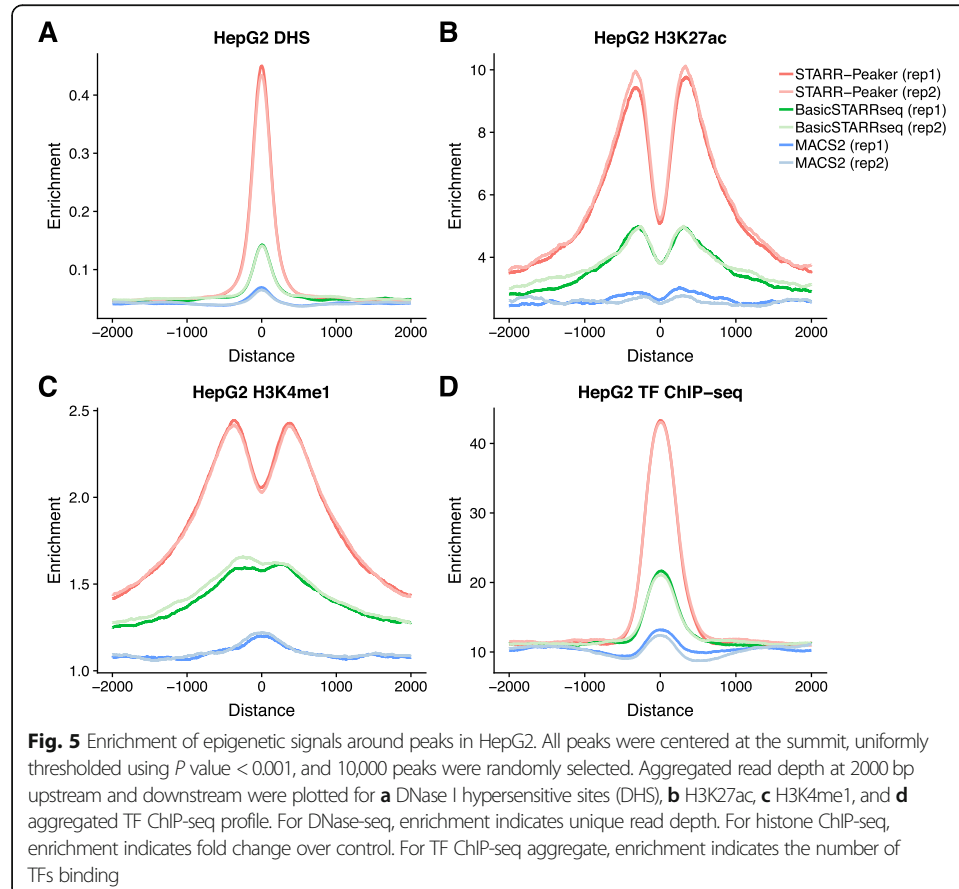 A
HepG2 DHS
Enrichment
0.4
0.3
0.2
0.1
−2000 −1000 0 1000 2000
Distance
B
HepG2 H3K27ac
Enrichment
10
8
6
4
−2000 −1000 0 1000 2000
Distance
STARR−Peaker (rep1)
STARR−Peaker (rep2)
BasicSTARRseq (rep1)
BasicSTARRseq (rep2)
MACS2 (rep1)
MACS2 (rep2)
C
HepG2 H3K4me1
Enrichment
2.5
2.0
1.5
1.0
−2000 −1000 0 1000 2000
Distance
D
HepG2 TF ChIP−seq
Enrichment
40
30
20
10
−2000 −1000 0 1000 2000
Distance
Fig. 5 Enrichment of epigenetic signals around peaks in HepG2. All peaks were centered at the summit, uniformly
thresholded using P value < 0.001, and 10,000 peaks were randomly selected. Aggregated read depth at 2000 bp
upstream and downstream were plotted for a DNase I hypersensitive sites (DHS), b H3K27ac, c H3K4me1, and d
aggregated TF ChIP-seq profile. For DNase-seq, enrichment indicates unique read depth. For histone ChIP-seq,
enrichment indicates fold change over control. For TF ChIP-seq aggregate, enrichment indicates the number of
TFs binding